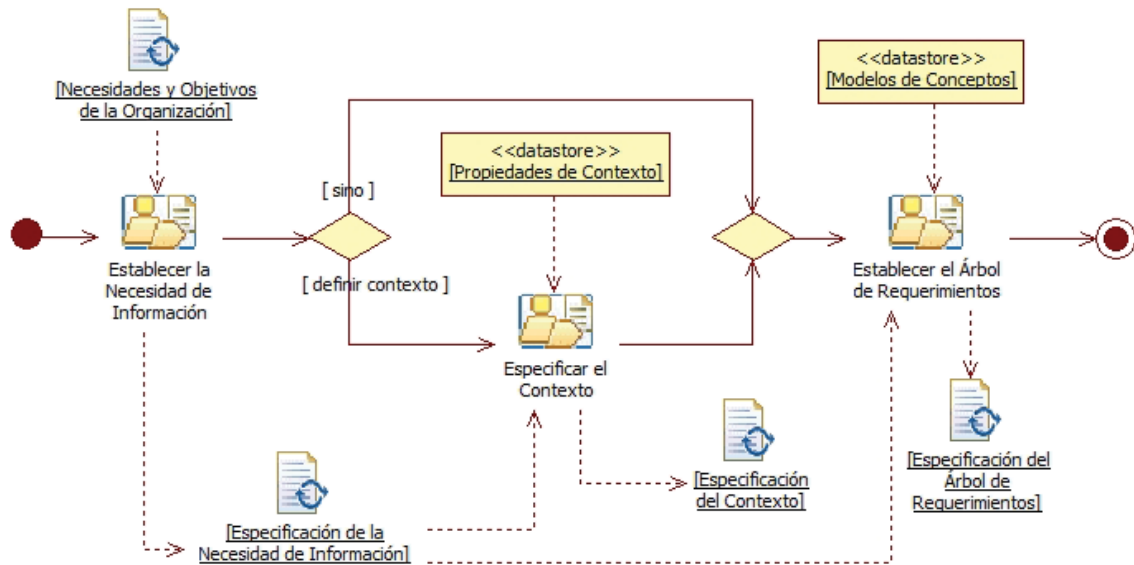 [Necesidades y Objetivos
de la Organización]
<<datastore>>
[Modelos de Conceptos]
<<datastore>>
[Propiedades de Contexto]
[ sino ]
Establecer la
Necesidad de
Información
[ definir contexto ]
Establecer el Árbol
de Requerimientos
Especificar el
Contexto
[Especificación
del Contexto]
[Especificación del
Árbol de
Requerimientos]
[Especificación de la
Necesidad de Información]